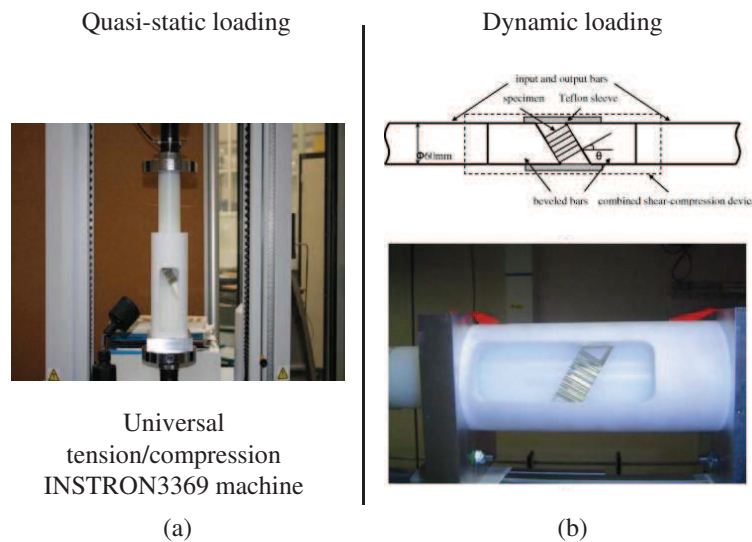 Quasi-static loading
Dynamic loading
input and output bars
specimen
Teflon sleeve
Φ60mm
θ
beveled bars
combined shear-compression device
Universal
tension/compression
INSTRON3369 machine
(a)
(b)